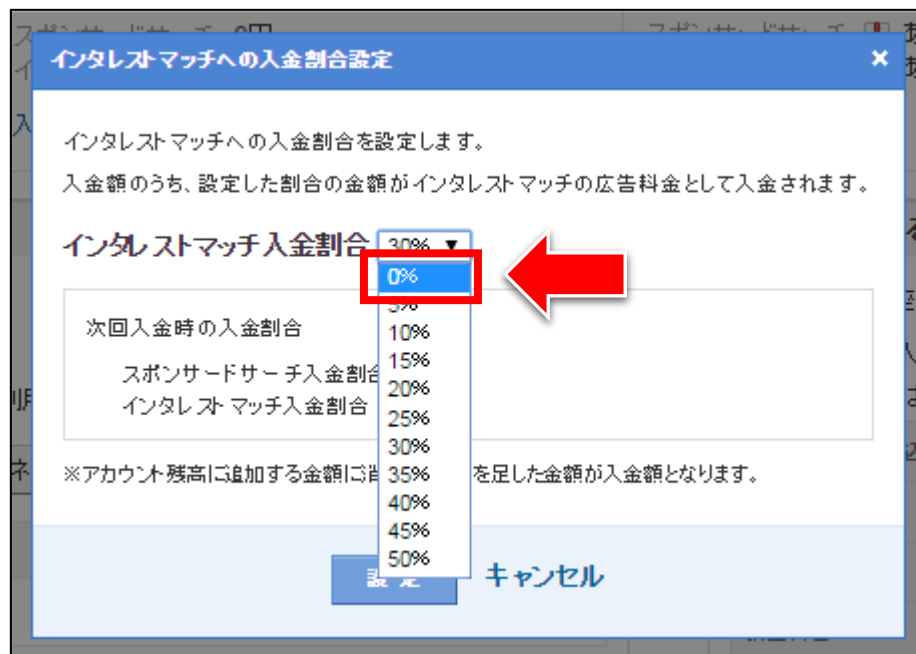 インタレストマッチへの入金割合設定
×
インタレストマッチへの入金割合を設定します。
入金額のうち、設定した割合の金額がインタレストマッチの広告料金として入金されます。
インタレストマッチ入金割合 30% ▼
0%
5%
10%
15%
20%
25%
30%
35%
40%
45%
50%
次回入金時の入金割合
スポンサードサーチ入金割合
インタレストマッチ入金割合
※アカウント残高に追加する金額に を足した金額が入金額となります。
設定
キャンセル